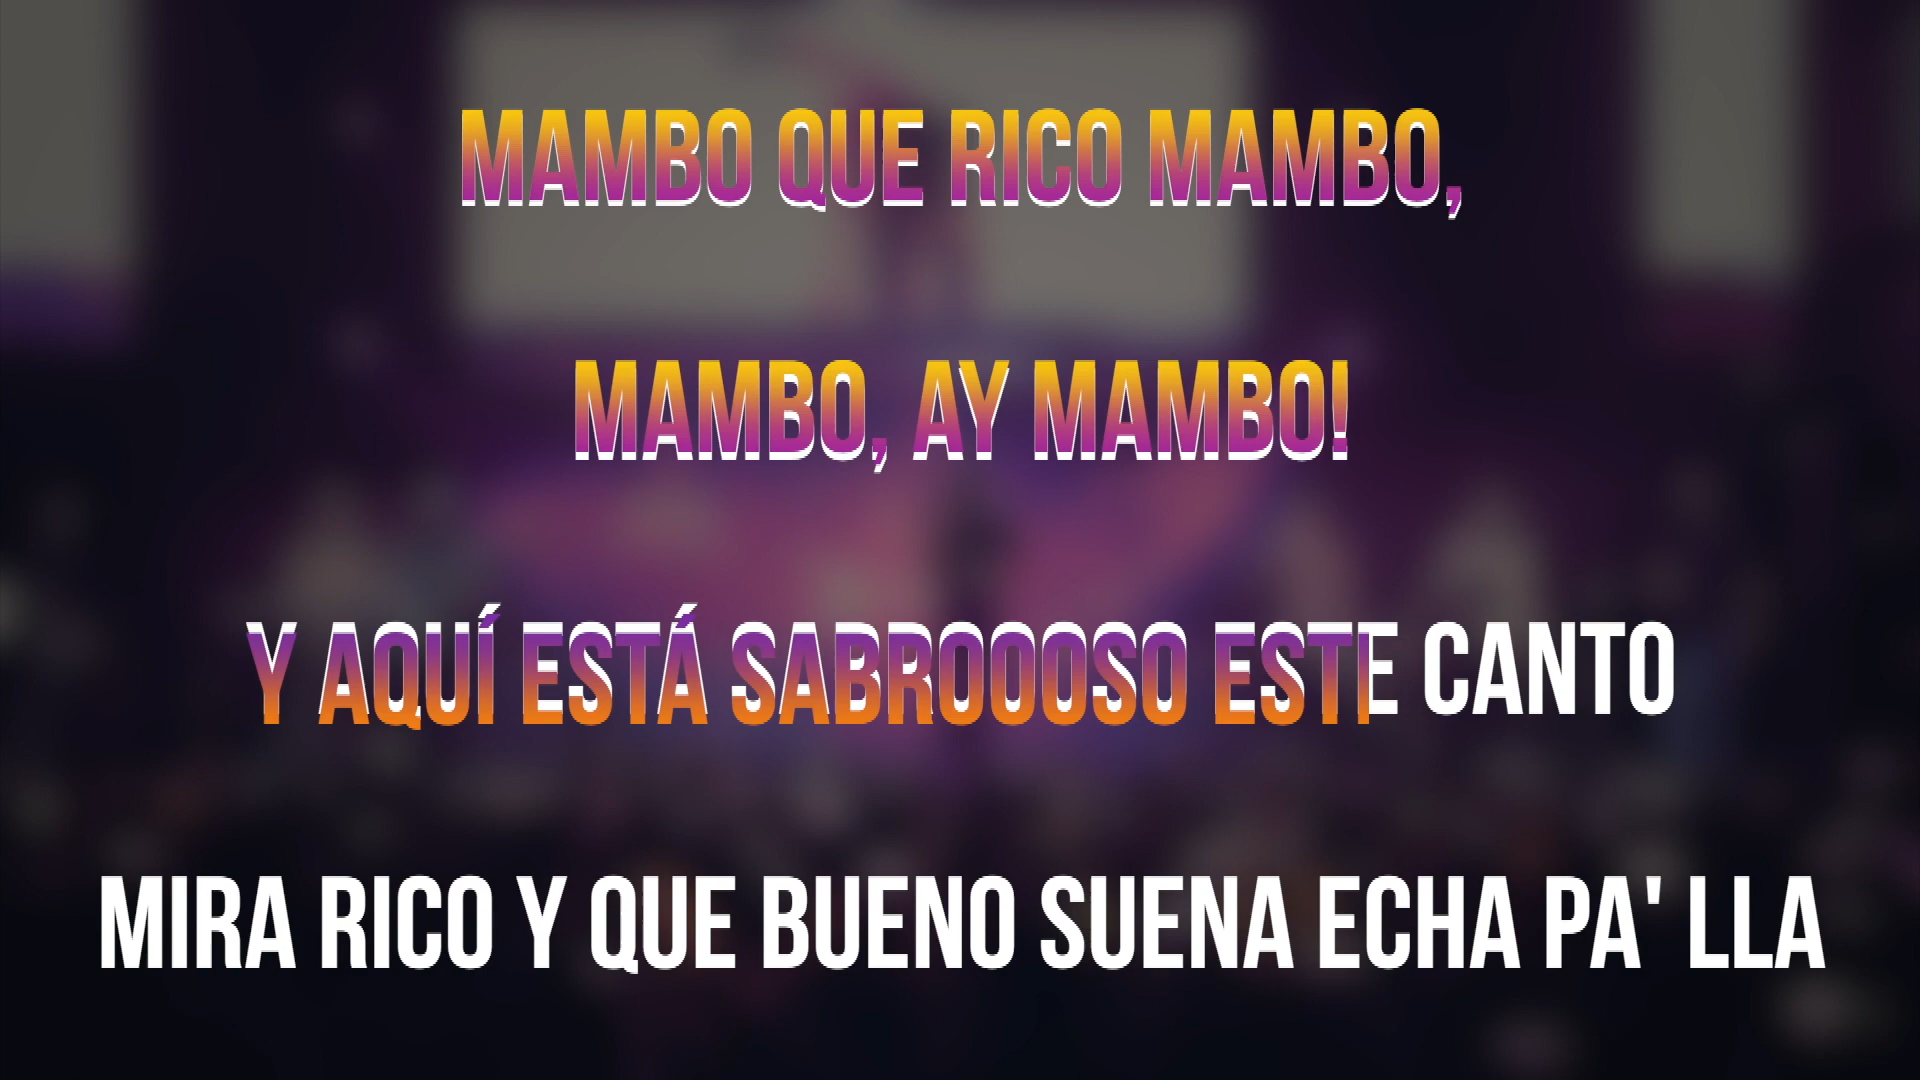 MAMBO QUE RICO MAMBO,
MAMBO, AY MAMBO!
Y AQUÍ ESTÁ SABROOOSO ESTE CANTO
MIRA RICO Y QUE BUENO SUENA ECHA PA' LLA